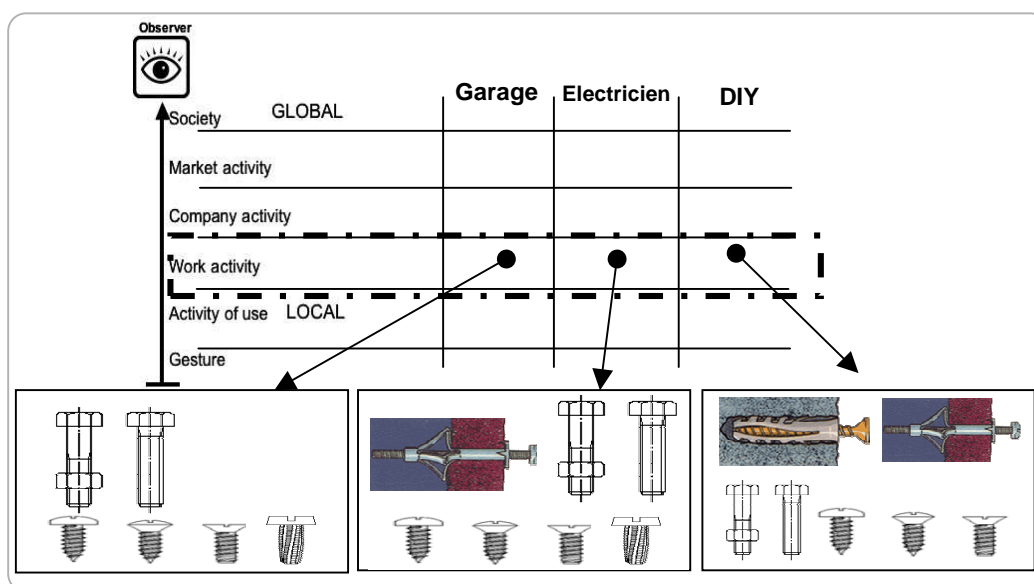 Observer
Garage Electricien DIY
Society GLOBAL
Market activity
Company activity
Work activity
Activity of use LOCAL
Gesture